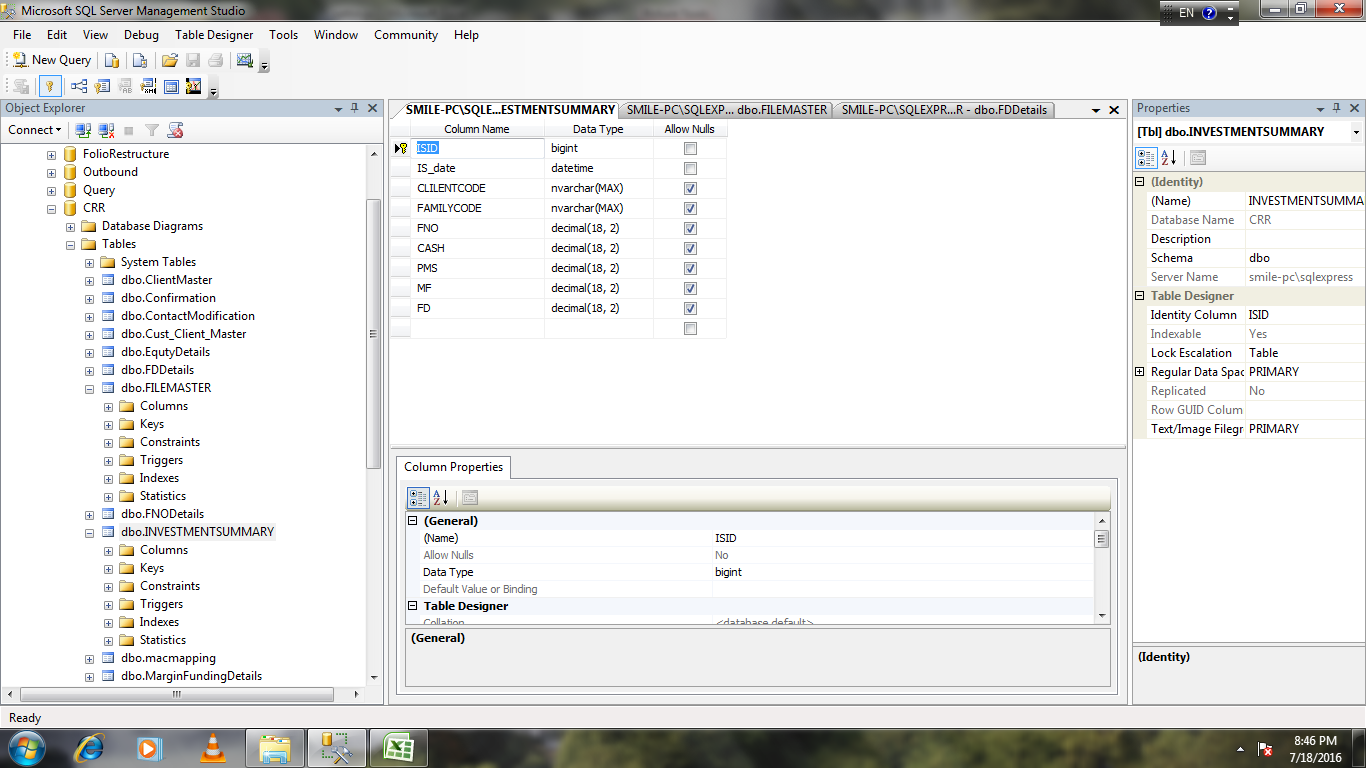 Microsoft SQL Server Management Studio
EN
File Edit View Debug Table Designer Tools Window Community Help
New Query
Object Explorer
Connect
FolioRestructure
Outbound
Query
CRR
Database Diagrams
Tables
System Tables
dbo.ClientMaster
dbo.Confirmation
dbo.ContactModification
dbo.Cust_Client_Master
dbo.EqutyDetails
dbo.FDDetails
dbo.FILEMASTER
Columns
Keys
Constraints
Triggers
Indexes
Statistics
dbo.FNODetails
dbo.INVESTMENTSUMMARY
Columns
Keys
Constraints
Triggers
Indexes
Statistics
dbo.macmapping
dbo.MarginFundingDetails
SMILE-PC\SQLE...ESTMENTSUMMARY SMILE-PC\SQLEXP... dbo.FILEMASTER SMILE-PC\SQLEXPR...R - dbo.FDDetails
Column Name Data Type Allow Nulls
ISID bigint
IS_date datetime
CLILENTCODE nvarchar(MAX)
FAMILYCODE nvarchar(MAX)
FNO decimal(18, 2)
CASH decimal(18, 2)
PMS decimal(18, 2)
MF decimal(18, 2)
FD decimal(18, 2)
Column Properties
(General)
(Name) ISID
Allow Nulls No
Data Type bigint
Default Value or Binding
Table Designer
Collation <database default>
(General)
Properties
[Tbl] dbo.INVESTMENTSUMMARY
(Identity)
(Name) INVESTMENTSUMMA
Database Name CRR
Description
Schema dbo
Server Name smile-pc\sqlexpress
Table Designer
Identity Column ISID
Indexable Yes
Lock Escalation Table
Regular Data Spac PRIMARY
Replicated No
Row GUID Colum
Text/Image Filegr PRIMARY
(Identity)
Ready
8:46 PM
7/18/2016